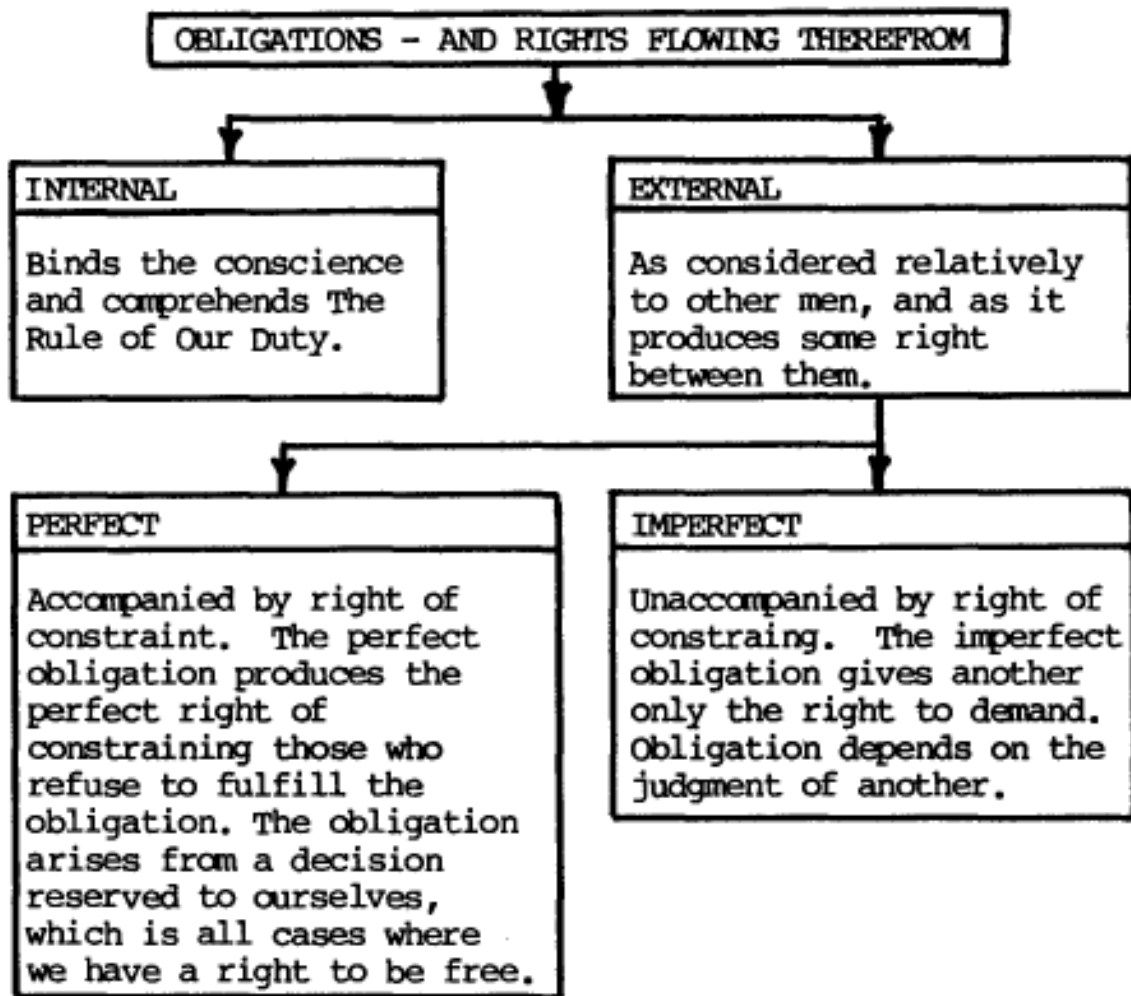 OBLIGATIONS - AND RIGHTS FLOWING THEREFROM
INTERNAL
Binds the conscience
and comprehends The
Rule of Our Duty.
EXTERNAL
As considered relatively
to other men, and as it
produces some right
between them.
PERFECT
Accompanied by right of
constraint. The perfect
obligation produces the
perfect right of
constraining those who
refuse to fulfill the
obligation. The obligation
arises from a decision
reserved to ourselves,
which is all cases where
we have a right to be free.
IMPERFECT
Unaccompanied by right of
constraing. The imperfect
obligation gives another
only the right to demand.
Obligation depends on the
judgment of another.